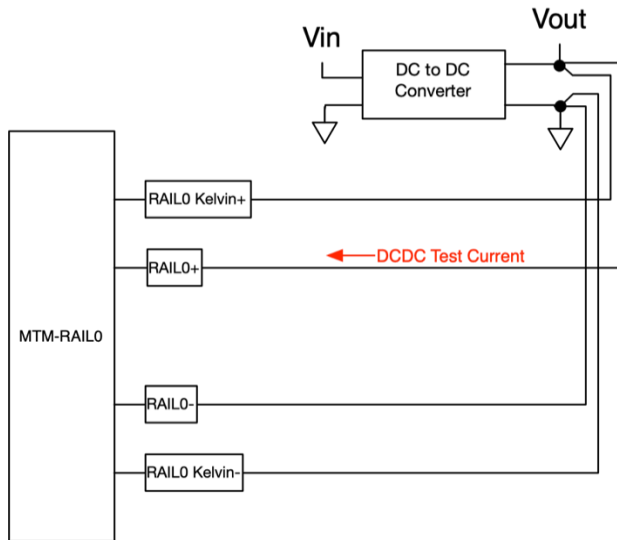 Vin
Vout
DC to DC
Converter
RAIL0 Kelvin+
RAIL0+
DCDC Test Current
MTM-RAIL0
RAIL0-
RAIL0 Kelvin-